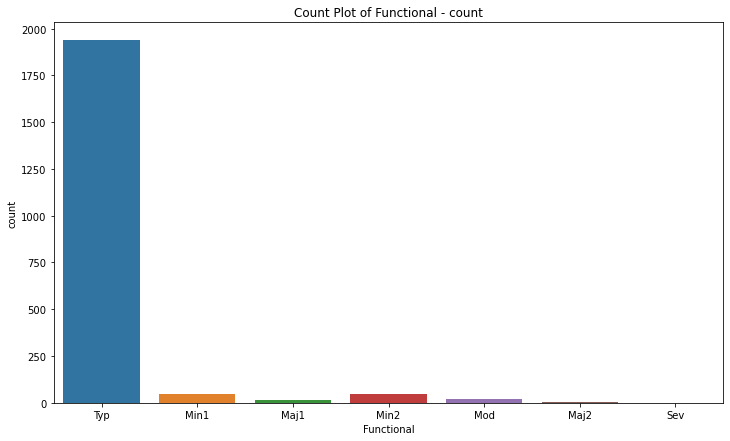 Count Plot of Functional - count
2000
1750
1500
1250
1000
750
500
250
0
count
Typ Min1 Maj1 Min2 Mod Maj2 Sev
Functional